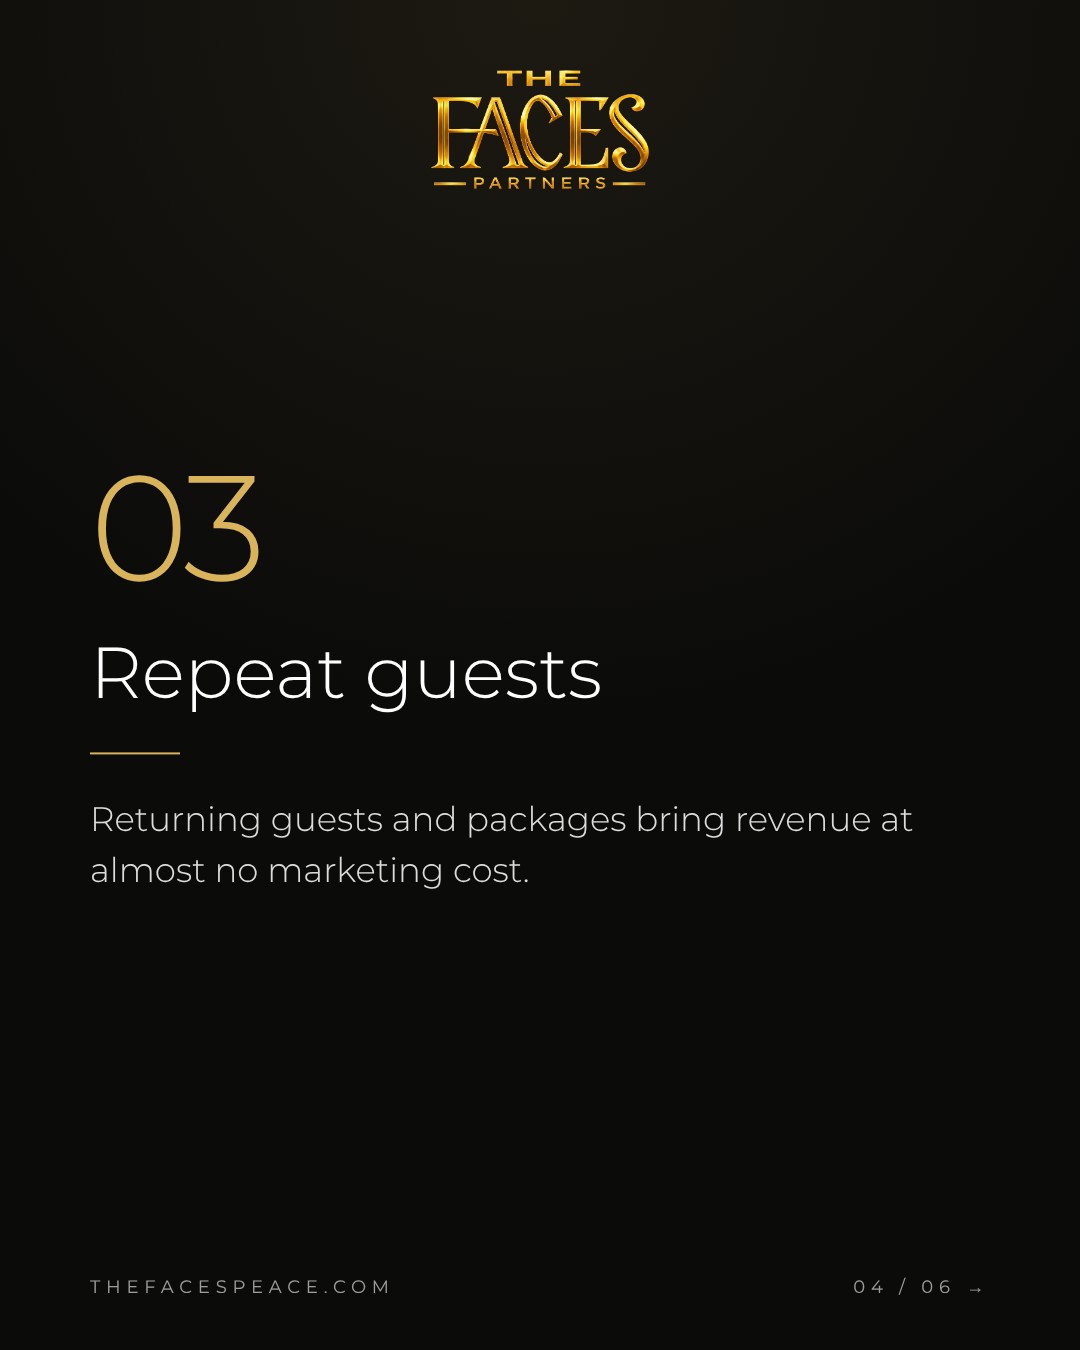 THE
FACES
PARTNERS
03
Repeat guests
Returning guests and packages bring revenue at
almost no marketing cost.
THEFACESPEACE.COM
04 / 06 →